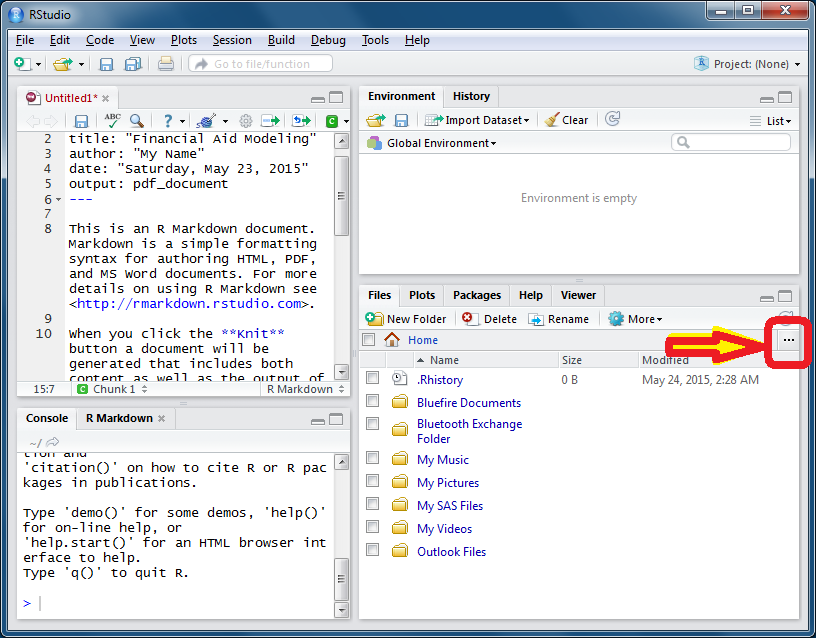 RStudio
File Edit Code View Plots Session Build Debug Tools Help
Go to file/function
Project: (None)
Untitled1*
ABC
?
C
2 title: "Financial Aid Modeling"
3 author: "My Name"
4 date: "Saturday, May 23, 2015"
5 output: pdf_document
6 ---
7
8 This is an R Markdown document.
Markdown is a simple formatting
syntax for authoring HTML, PDF,
and MS Word documents. For more
details on using R Markdown see
<http://rmarkdown.rstudio.com>.
9
10 When you click the **Knit**
button a document will be
generated that includes both
content as well as the output of
15:7 C Chunk 1 R Markdown
Console R Markdown
~/
tion and
'citation()' on how to cite R or R pac
kages in publications.
Type 'demo()' for some demos, 'help()'
for on-line help, or
'help.start()' for an HTML browser int
erface to help.
Type 'q()' to quit R.
>
Environment History
Import Dataset Clear List
Global Environment
Environment is empty
Files Plots Packages Help Viewer
New Folder Delete Rename More
Home ...
Name Size Modified
.Rhistory 0 B May 24, 2015, 2:28 AM
Bluefire Documents
Bluetooth Exchange
Folder
My Music
My Pictures
My SAS Files
My Videos
Outlook Files